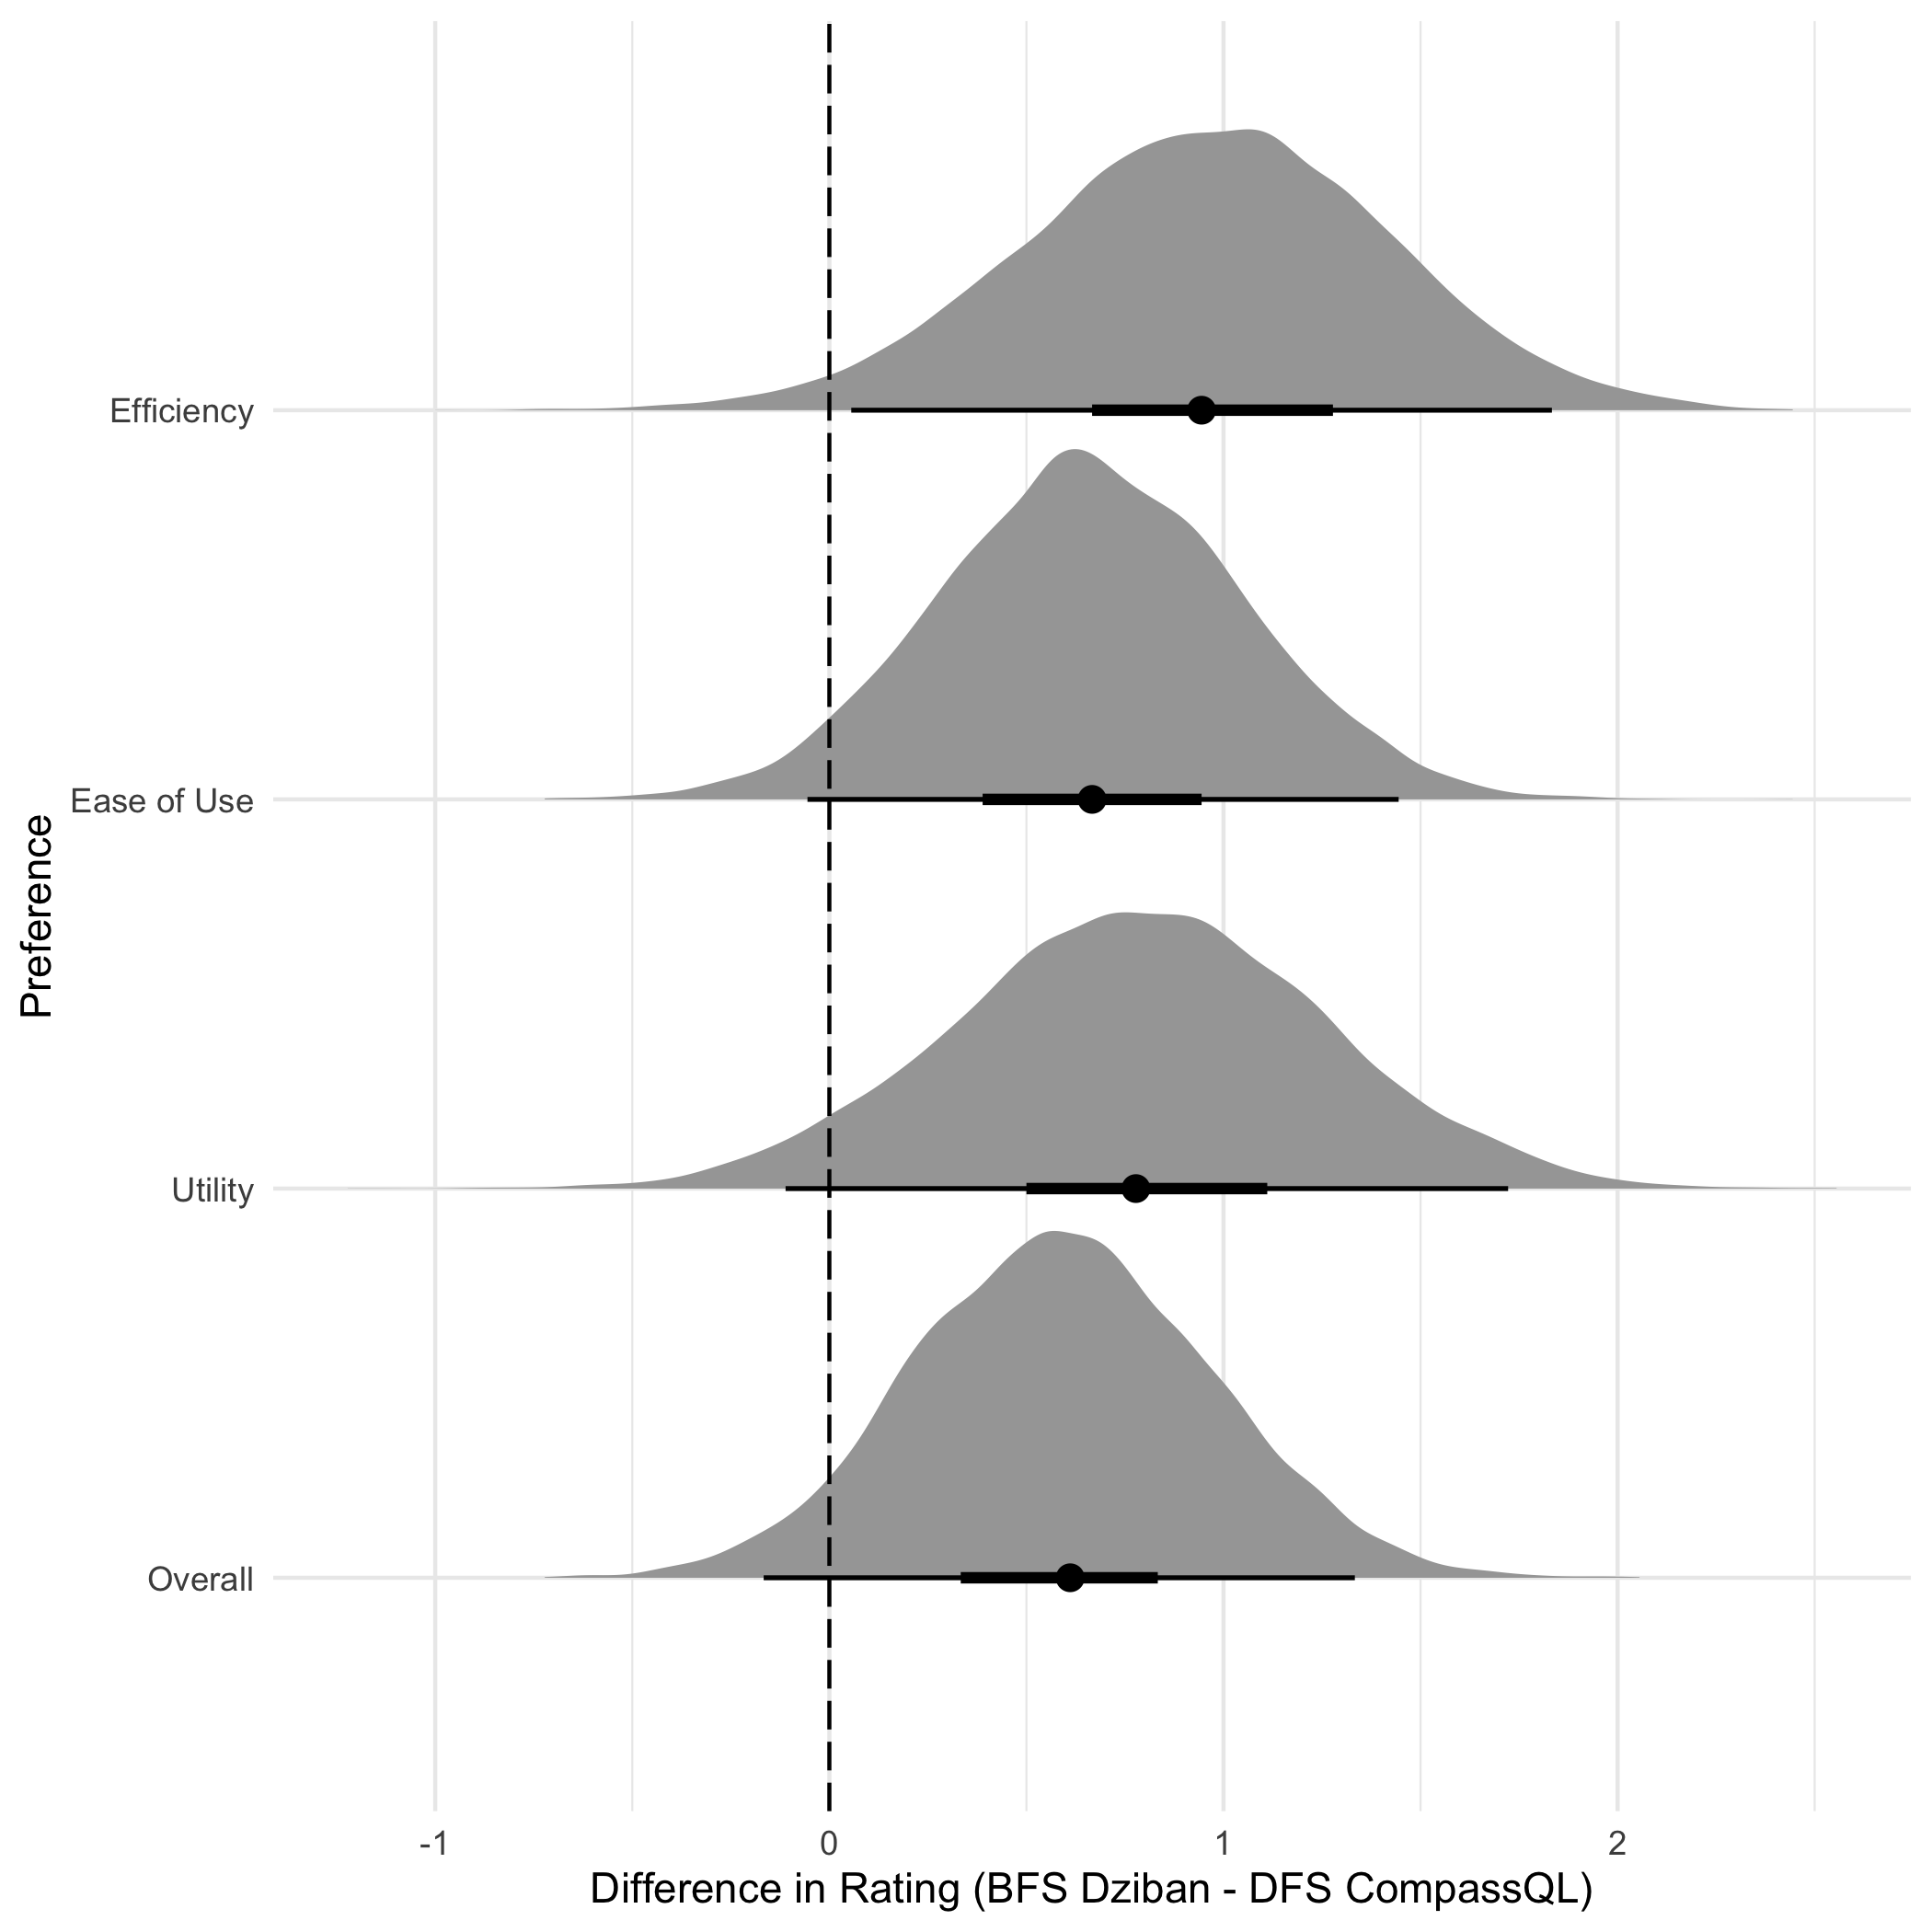 Preference
Efficiency
Ease of Use
Utility
Overall
-1 0 1 2
Difference in Rating (BFS Dziban - DFS CompassQL)